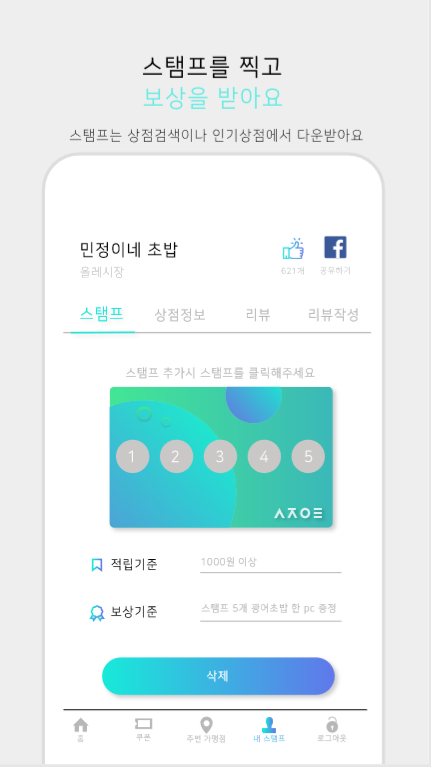 스탬프를 찍고
보상을 받아요
스탬프는 상점검색이나 인기상점에서 다운받아요
민정이네 초밥
올레시장
621개 공유하기
스탬프 상점정보 리뷰 리뷰작성
스탬프 추가시 스탬프를 클릭해주세요
1 2 3 4 5
적립기준 1000원 이상
보상기준 스탬프 5개 광어초밥 한 pc 증정
삭제
홈 쿠폰 주변 가맹점 내 스탬프 로그아웃